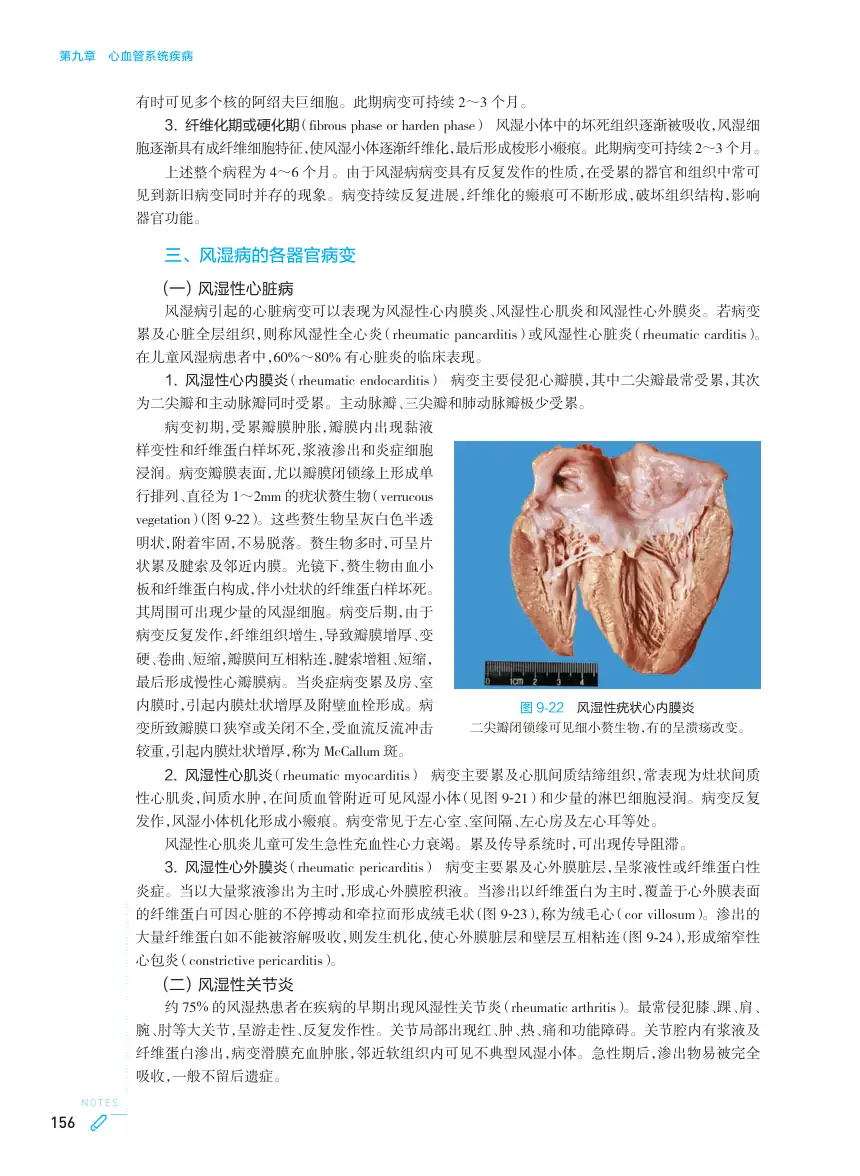 第九章 心血管系统疾病
有时可见多个核的阿绍夫巨细胞。此期病变可持续 2～3 个月。
3. 纤维化期或硬化期（fibrous phase or harden phase） 风湿小体中的坏死组织逐渐被吸收，风湿细
胞逐渐具有成纤维细胞特征，使风湿小体逐渐纤维化，最后形成梭形小瘢痕。此期病变可持续 2～3 个月。
上述整个病程为 4～6 个月。由于风湿病病变具有反复发作的性质，在受累的器官和组织中常可
见到新旧病变同时并存的现象。病变持续反复进展，纤维化的瘢痕可不断形成，破坏组织结构，影响
器官功能。
三、风湿病的各器官病变
（一）风湿性心脏病
风湿病引起的心脏病变可以表现为风湿性心内膜炎、风湿性心肌炎和风湿性心外膜炎。若病变
累及心脏全层组织，则称风湿性全心炎（rheumatic pancarditis）或风湿性心脏炎（rheumatic carditis）。
在儿童风湿病患者中，60%～80% 有心脏炎的临床表现。
1. 风湿性心内膜炎（rheumatic endocarditis） 病变主要侵犯心瓣膜，其中二尖瓣最常受累，其次
为二尖瓣和主动脉瓣同时受累。主动脉瓣、三尖瓣和肺动脉瓣极少受累。
病变初期，受累瓣膜肿胀，瓣膜内出现黏液
样变性和纤维蛋白样坏死，浆液渗出和炎症细胞
浸润。病变瓣膜表面，尤以瓣膜闭锁缘上形成单
行排列、直径为 1～2mm 的疣状赘生物（verrucous
vegetation）（图 9-22）。这些赘生物呈灰白色半透
明状，附着牢固，不易脱落。赘生物多时，可呈片
状累及腱索及邻近内膜。光镜下，赘生物由血小
板和纤维蛋白构成，伴小灶状的纤维蛋白样坏死。
其周围可出现少量的风湿细胞。病变后期，由于
病变反复发作，纤维组织增生，导致瓣膜增厚、变
硬、卷曲、短缩，瓣膜间互相粘连，腱索增粗、短缩，
最后形成慢性心瓣膜病。当炎症病变累及房、室
内膜时，引起内膜灶状增厚及附壁血栓形成。病
变所致瓣膜口狭窄或关闭不全，受血流反流冲击
较重，引起内膜灶状增厚，称为 McCallum 斑。
0 1cm 2 3 4
图 9-22 风湿性疣状心内膜炎
二尖瓣闭锁缘可见细小赘生物，有的呈溃疡改变。
2. 风湿性心肌炎（rheumatic myocarditis） 病变主要累及心肌间质结缔组织，常表现为灶状间质
性心肌炎，间质水肿，在间质血管附近可见风湿小体（见图 9-21）和少量的淋巴细胞浸润。病变反复
发作，风湿小体机化形成小瘢痕。病变常见于左心室、室间隔、左心房及左心耳等处。
风湿性心肌炎儿童可发生急性充血性心力衰竭。累及传导系统时，可出现传导阻滞。
3. 风湿性心外膜炎（rheumatic pericarditis） 病变主要累及心外膜脏层，呈浆液性或纤维蛋白性
炎症。当以大量浆液渗出为主时，形成心外膜腔积液。当渗出以纤维蛋白为主时，覆盖于心外膜表面
的纤维蛋白可因心脏的不停搏动和牵拉而形成绒毛状（图 9-23），称为绒毛心（cor villosum）。渗出的
大量纤维蛋白如不能被溶解吸收，则发生机化，使心外膜脏层和壁层互相粘连（图 9-24），形成缩窄性
心包炎（constrictive pericarditis）。
（二）风湿性关节炎
约 75% 的风湿热患者在疾病的早期出现风湿性关节炎（rheumatic arthritis）。最常侵犯膝、踝、肩、
腕、肘等大关节，呈游走性、反复发作性。关节局部出现红、肿、热、痛和功能障碍。关节腔内有浆液及
纤维蛋白渗出，病变滑膜充血肿胀，邻近软组织内可见不典型风湿小体。急性期后，渗出物易被完全
吸收，一般不留后遗症。
NOTES
156